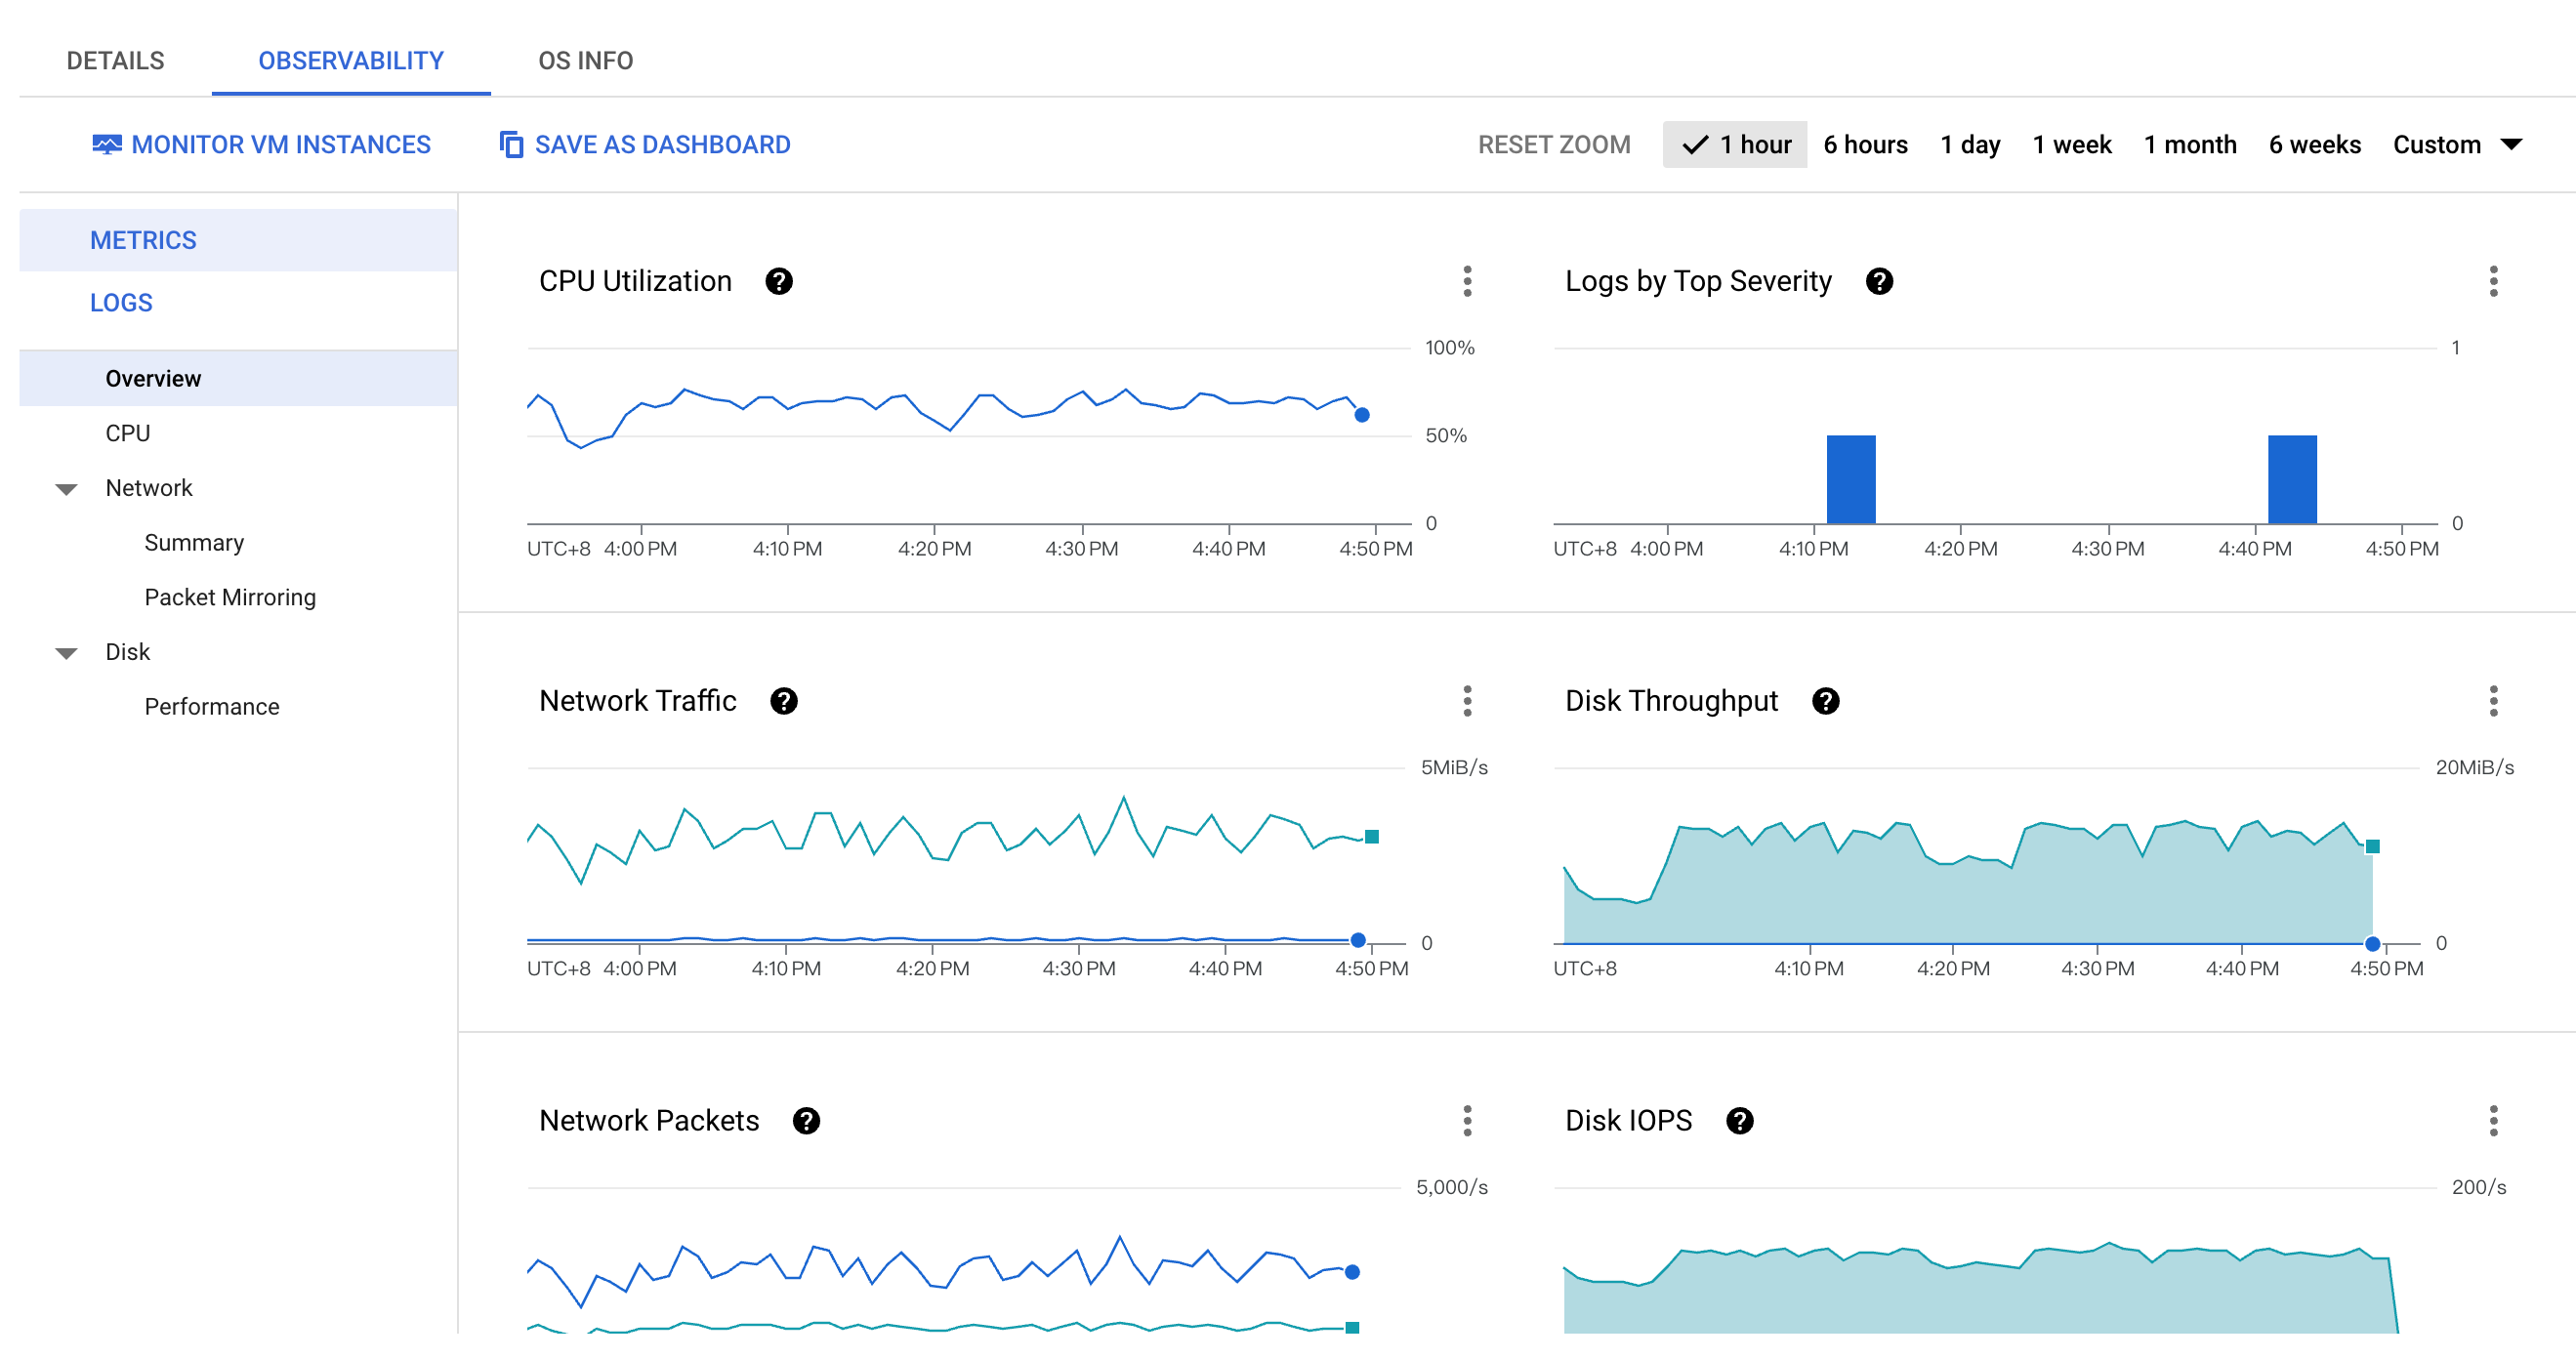 DETAILS
OBSERVABILITY
OS INFO
MONITOR VM INSTANCES
SAVE AS DASHBOARD
RESET ZOOM
1 hour
6 hours
1 day
1 week
1 month
6 weeks
Custom
METRICS
LOGS
Overview
CPU
Network
Summary
Packet Mirroring
Disk
Performance
CPU Utilization
100%
50%
0
UTC+8 4:00 PM 4:10 PM 4:20 PM 4:30 PM 4:40 PM 4:50 PM
Logs by Top Severity
1
0
UTC+8 4:00 PM 4:10 PM 4:20 PM 4:30 PM 4:40 PM 4:50 PM
Network Traffic
5MiB/s
0
UTC+8 4:00 PM 4:10 PM 4:20 PM 4:30 PM 4:40 PM 4:50 PM
Disk Throughput
20MiB/s
0
UTC+8 4:10 PM 4:20 PM 4:30 PM 4:40 PM 4:50 PM
Network Packets
5,000/s
Disk IOPS
200/s